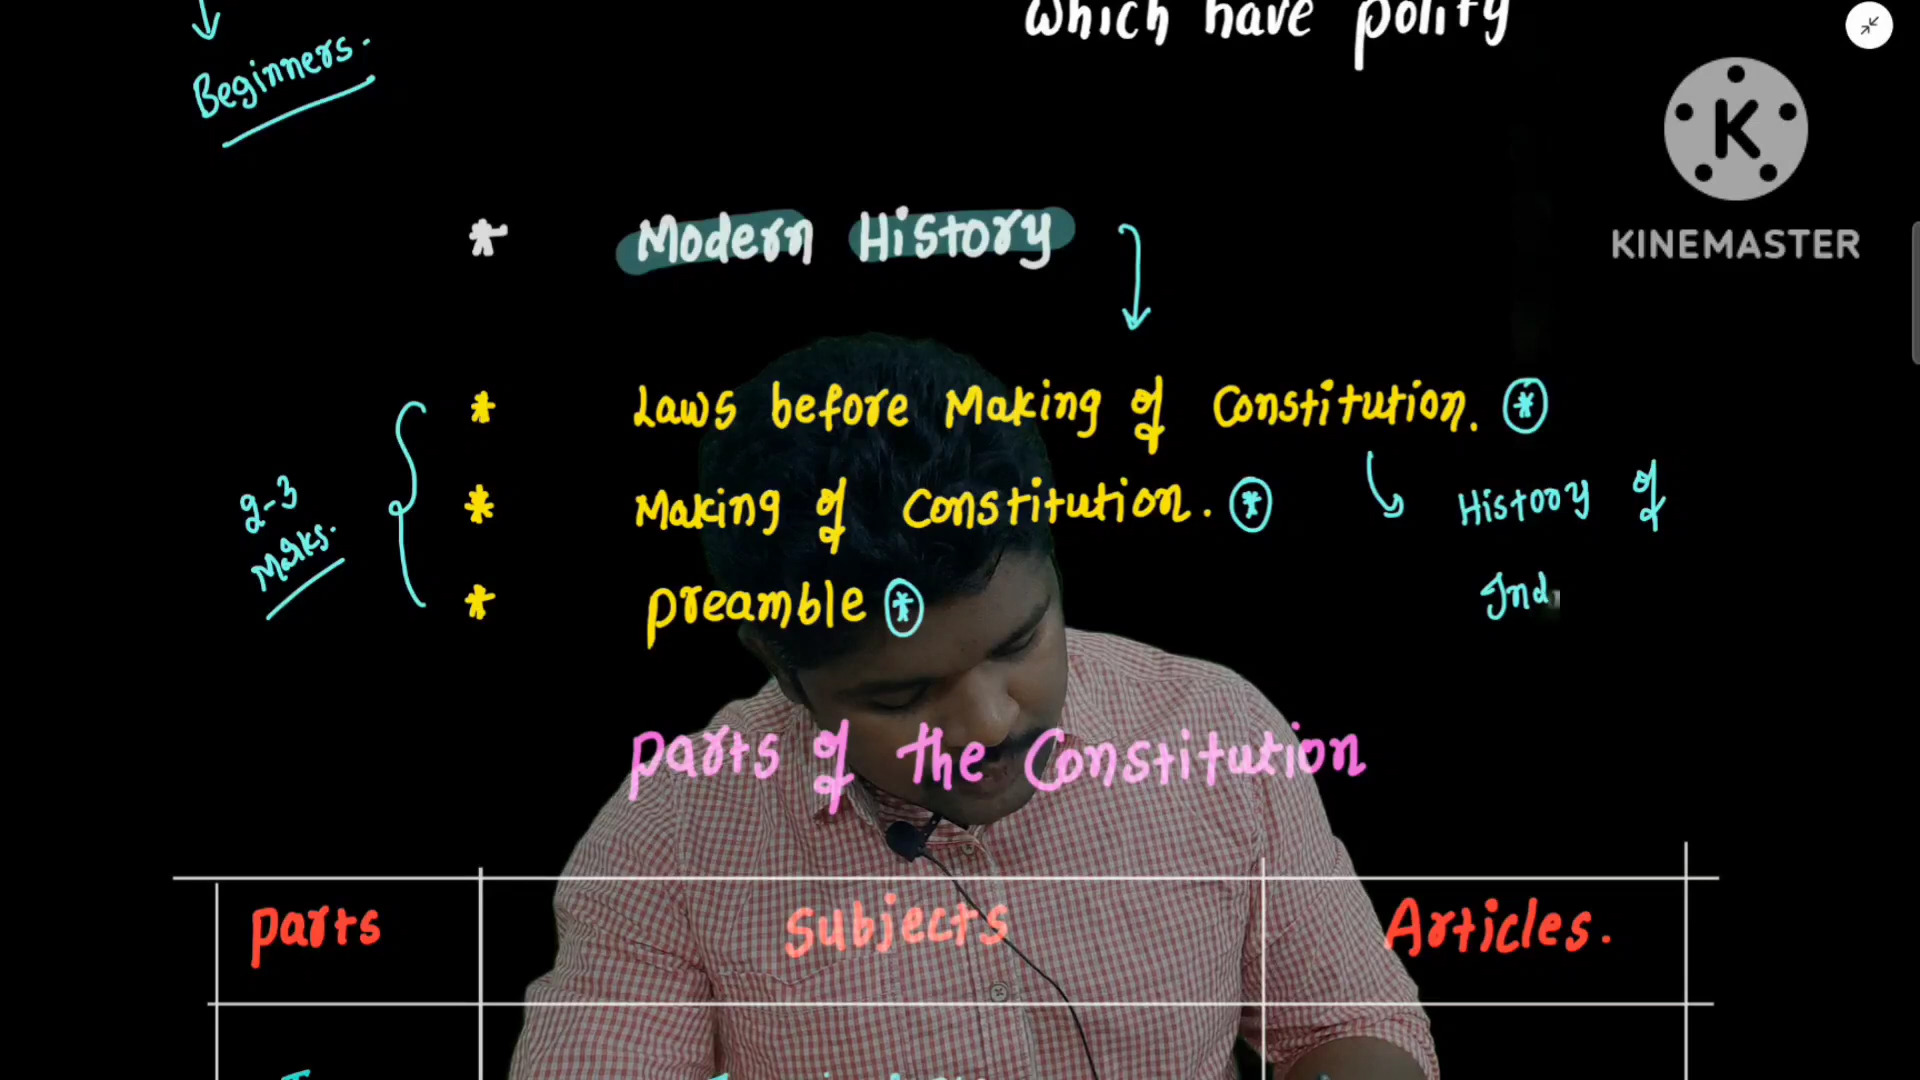 which have polity
Beginners.
* Modern History
* Laws before Making of Constitution. *
* Making of Constitution. *
History of
Ind
* preamble *
2-3
Marks.
parts of the Constitution
parts Subjects Articles.
K
KINEMASTER